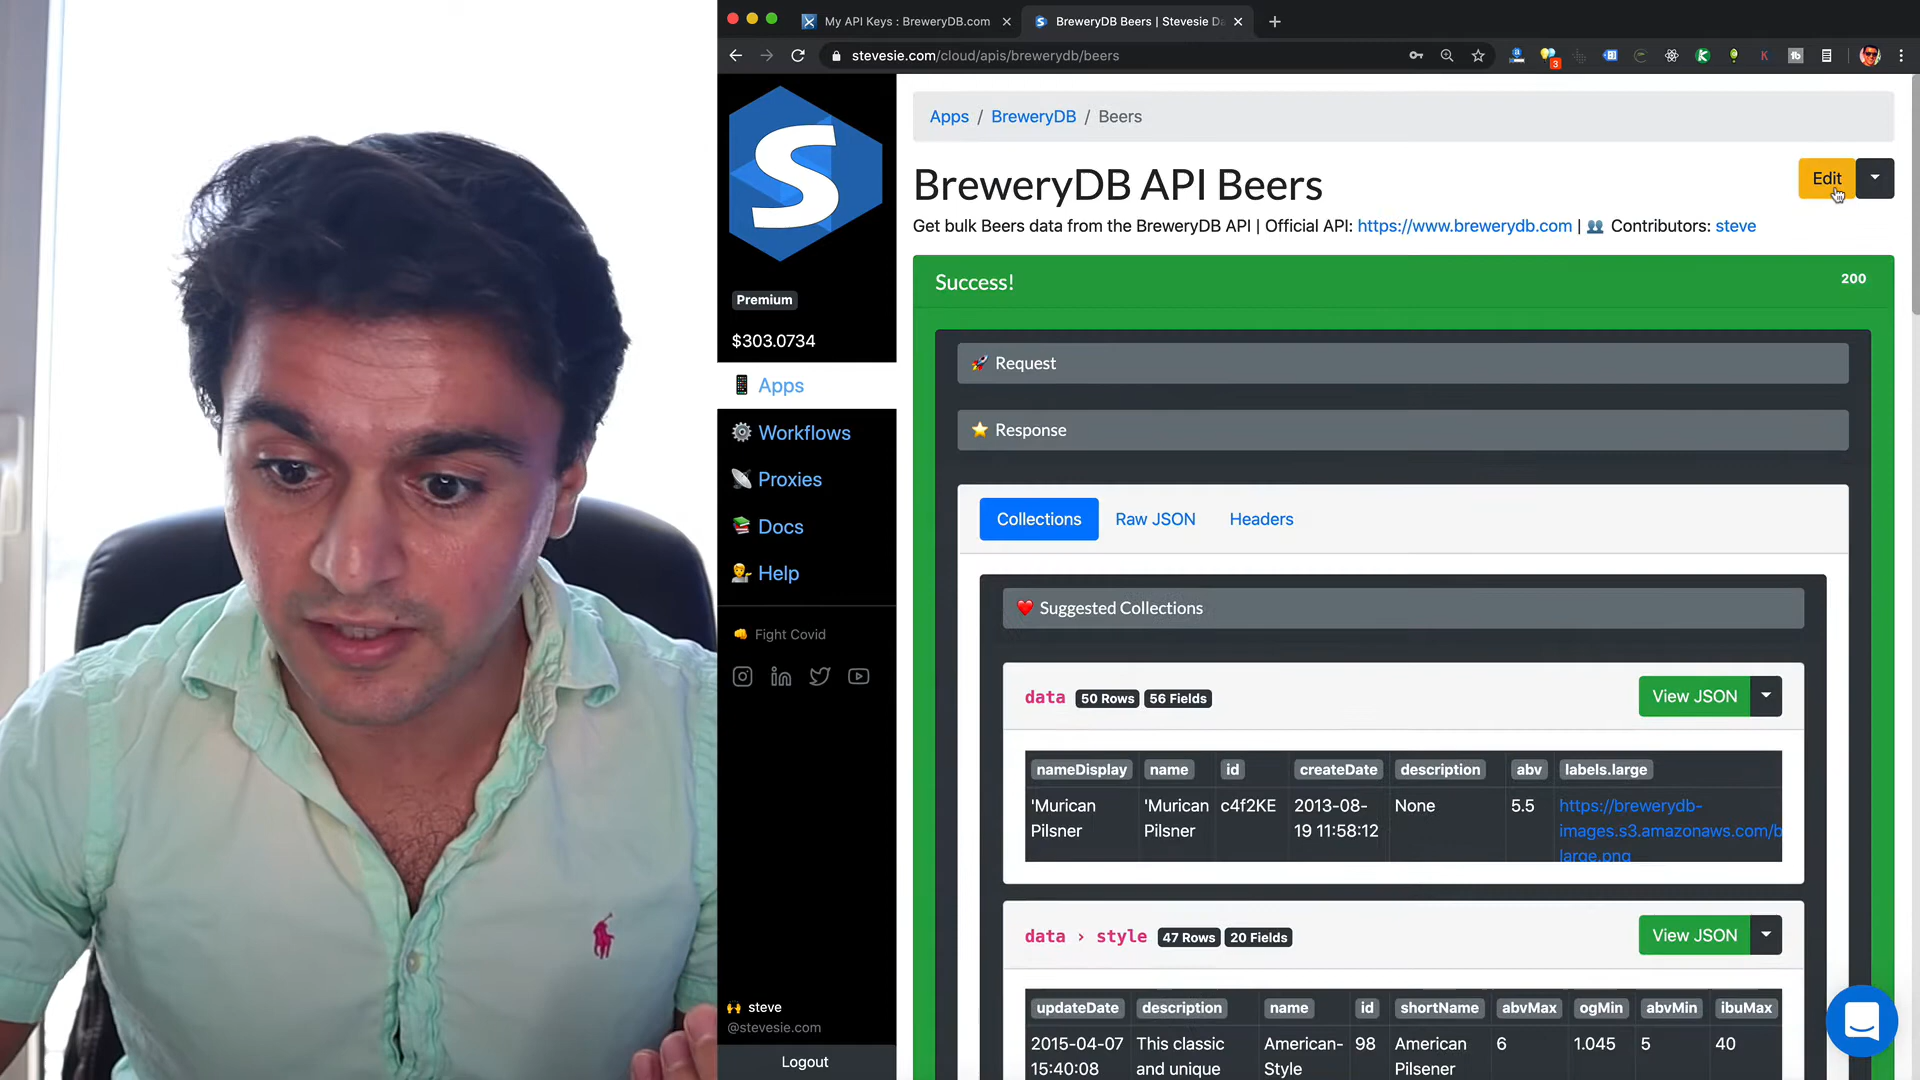 My API Keys : BreweryDB.com
BreweryDB Beers | Stevesie Da
stevesie.com/cloud/apis/brewerydb/beers
3
Apps / BreweryDB / Beers
BreweryDB API Beers
Edit
Get bulk Beers data from the BreweryDB API | Official API: https://www.brewerydb.com | Contributors: steve
S
Premium
$303.0734
Apps
Workflows
Proxies
Docs
Help
Fight Covid
steve
@stevesie.com
Logout
Success!
200
Request
Response
Collections Raw JSON Headers
Suggested Collections
data 50 Rows 56 Fields View JSON
nameDisplay name id createDate description abv labels.large
'Murican 'Murican c4f2KE 2013-08- None 5.5 https://brewerydb-
Pilsner Pilsner 19 11:58:12 images.s3.amazonaws.com/b
large.png
data › style 47 Rows 20 Fields View JSON
updateDate description name id shortName abvMax ogMin abvMin ibuMax
2015-04-07 This classic American- 98 American 6 1.045 5 40
15:40:08 and unique Style Pilsener